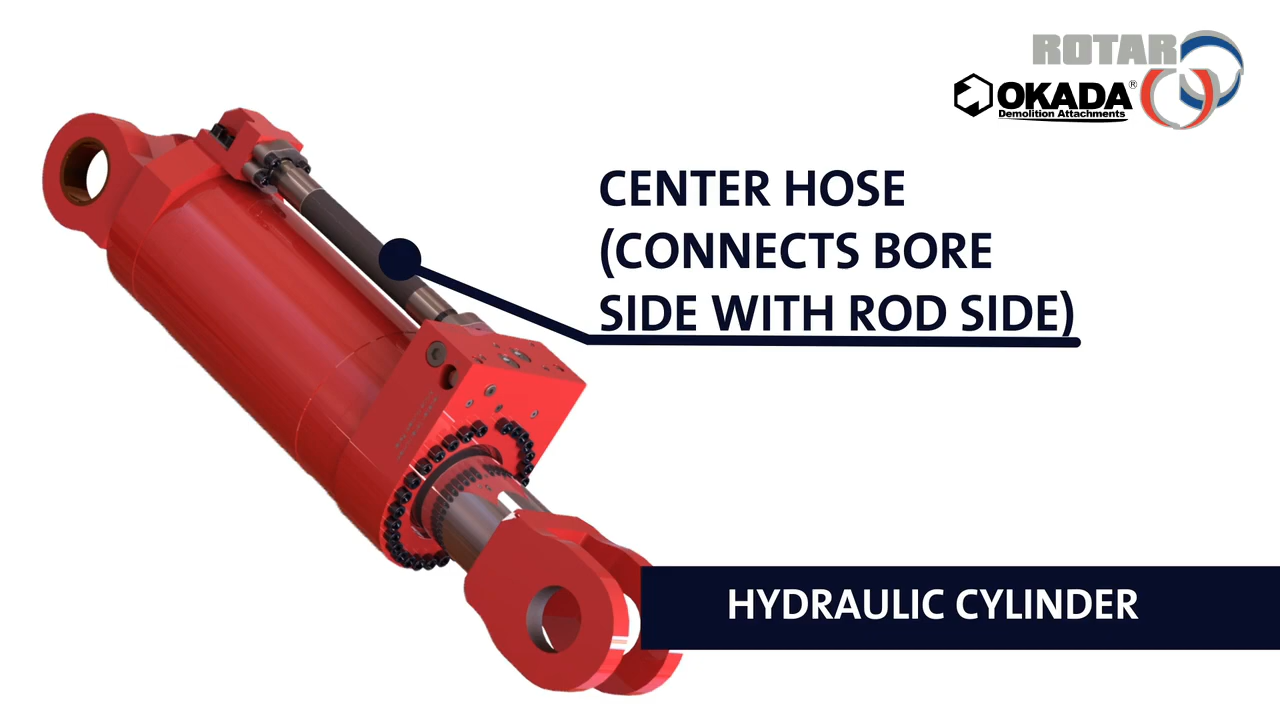 ROTAR
OKADA®
Demolition Attachments
CENTER HOSE
(CONNECTS BORE
SIDE WITH ROD SIDE)
HYDRAULIC CYLINDER